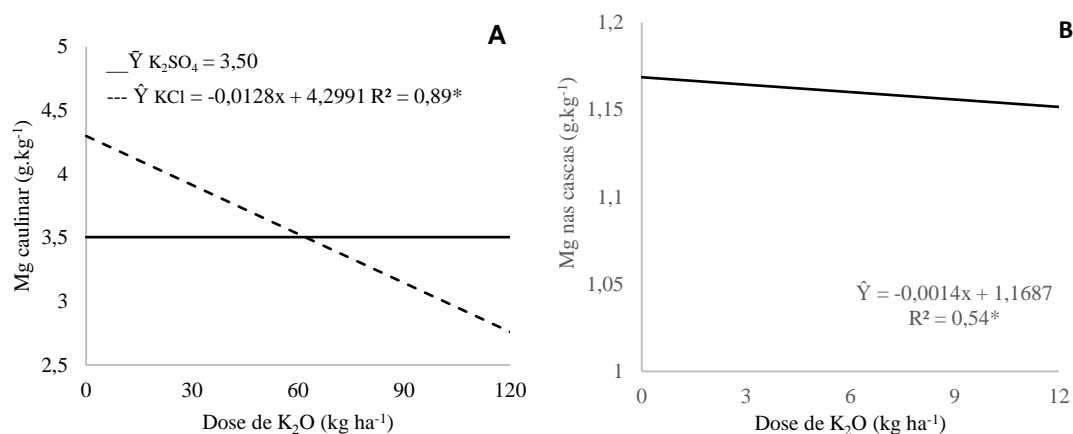 A
__Ȳ K₂SO₄ = 3,50
--- Ŷ KCl = -0,0128x + 4,2991 R² = 0,89*
5
4,5
4
3,5
3
2,5
Mg caulinar (g.kg⁻¹)
0 30 60 90 120
Dose de K₂O (kg ha⁻¹)
B
1,2
1,15
1,1
1,05
1
Mg nas cascas (g.kg⁻¹)
Ŷ = -0,0014x + 1,1687
R² = 0,54*
0 3 6 9 12
Dose de K₂O (kg ha⁻¹)